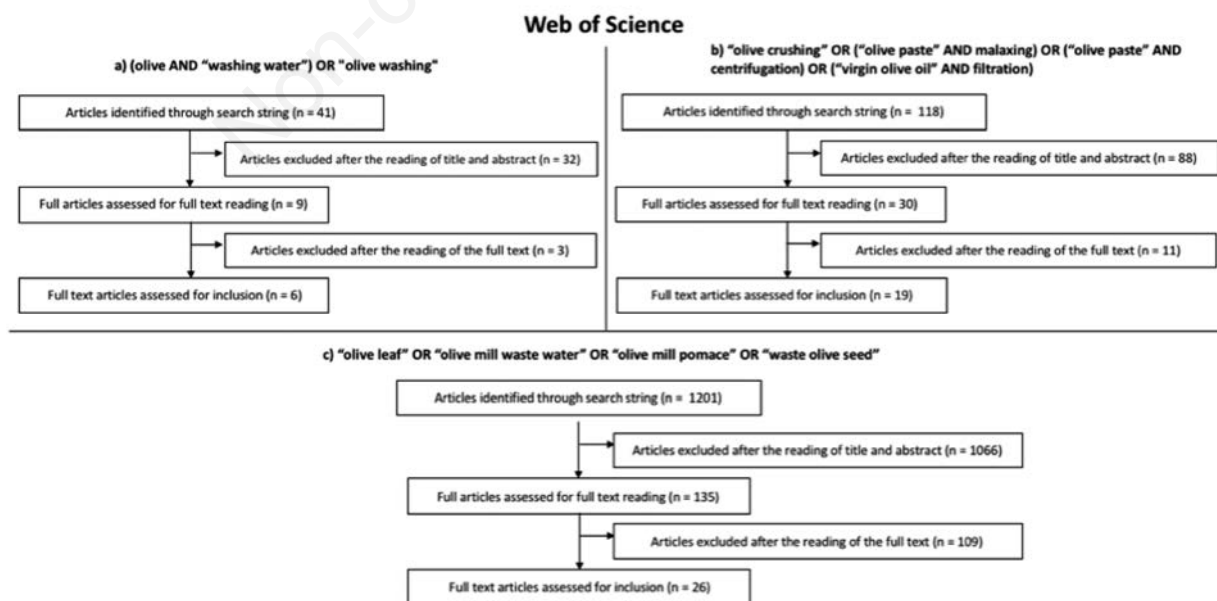 Non-
Web of Science
a) (olive AND “washing water”) OR "olive washing"
Articles identified through search string (n = 41)
Articles excluded after the reading of title and abstract (n = 32)
Full articles assessed for full text reading (n = 9)
Articles excluded after the reading of the full text (n = 3)
Full text articles assessed for inclusion (n = 6)
b) “olive crushing” OR (“olive paste” AND malaxing) OR (“olive paste” AND
centrifugation) OR (“virgin olive oil” AND filtration)
Articles identified through search string (n = 118)
Articles excluded after the reading of title and abstract (n = 88)
Full articles assessed for full text reading (n = 30)
Articles excluded after the reading of the full text (n = 11)
Full text articles assessed for inclusion (n = 19)
c) “olive leaf” OR “olive mill waste water” OR “olive mill pomace” OR “waste olive seed”
Articles identified through search string (n = 1201)
Articles excluded after the reading of title and abstract (n = 1066)
Full articles assessed for full text reading (n = 135)
Articles excluded after the reading of the full text (n = 109)
Full text articles assessed for inclusion (n = 26)